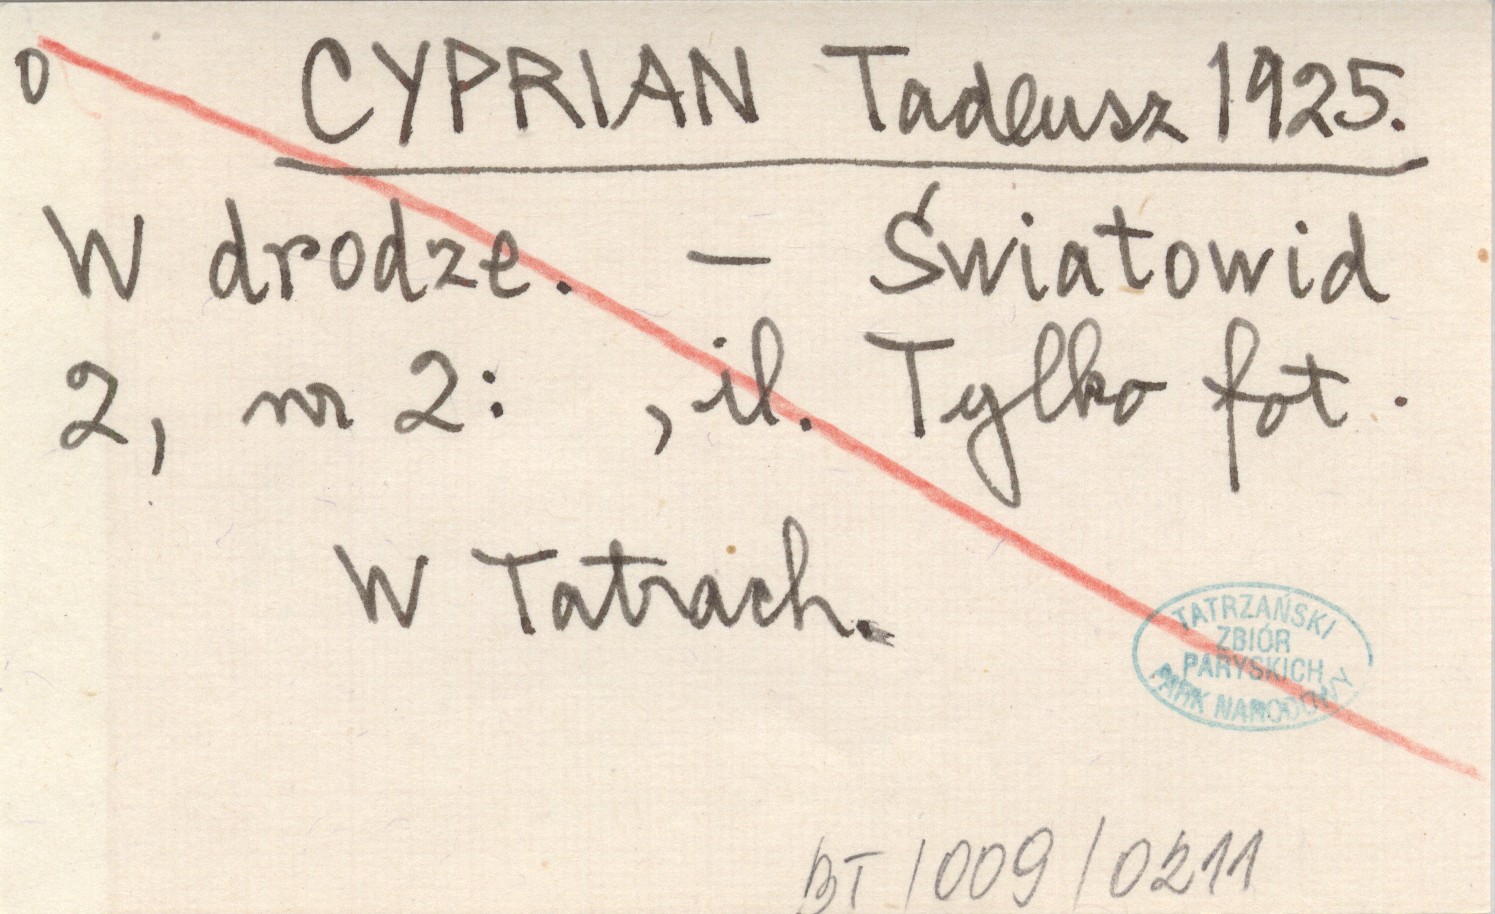 0 CYPRIAN Tadeusz 1925.
W drodze. – Światowid
2, nr 2: , il. Tylko fot.
W Tatrach.
TATRZAŃSKI
ZBIÓR
PARYSKICH
PARK NARODOWY
BT/009/0211